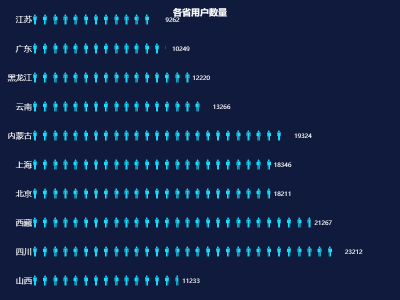 各省用户数量
江苏 9262
广东 10249
黑龙江 12220
云南 13266
内蒙古 19324
上海 18346
北京 18211
西藏 21267
四川 23212
山西 11233